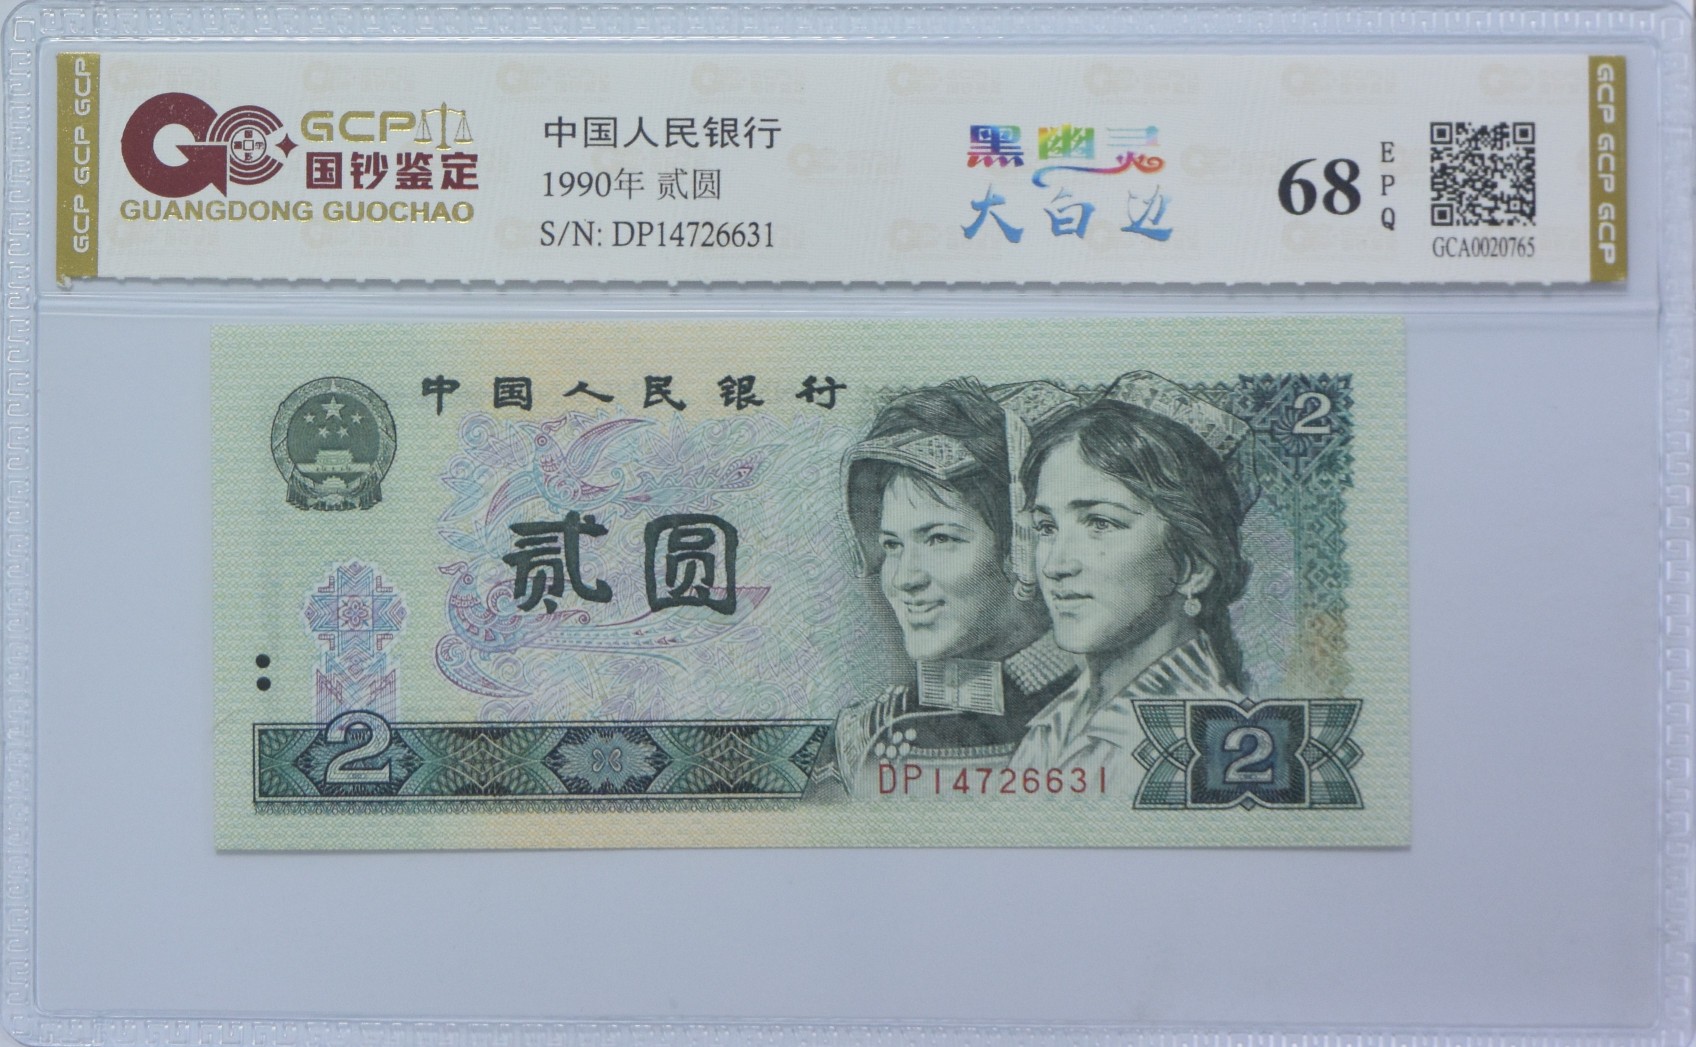 GCP GCP GCP
GCP
国钞鉴定
GUANGDONG GUOCHAO
中国人民银行
1990年 贰圆
S/N: DP14726631
黑幽灵
大白边
68
E
P
Q
GCA0020765
GCP GCP GCP
中国人民银行
2
贰圆
2
2
DP14726631